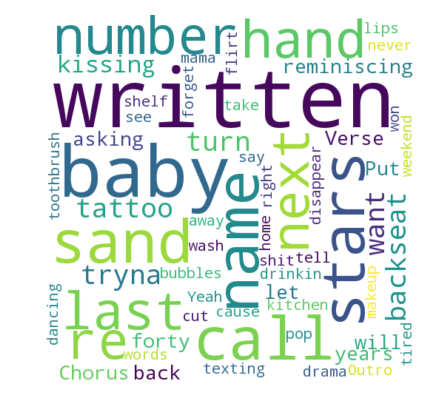 number
hand
lips
never
mama
flirt
kissing
forget
reminiscing
written
shelf
take
see
won
weekend
asking
turn
Verse
toothbrush
baby
say
next
disappear
stars
Put
tattoo
name
right
want
backseat
sand
away
home
wash
shit
tell
tryna
bubbles
drinkin
let
makeup
last
Yeah
kitchen
will
re
call
cut
cause
pop
years
tired
dancing
forty
words
drama
Outro
Chorus
back
texting